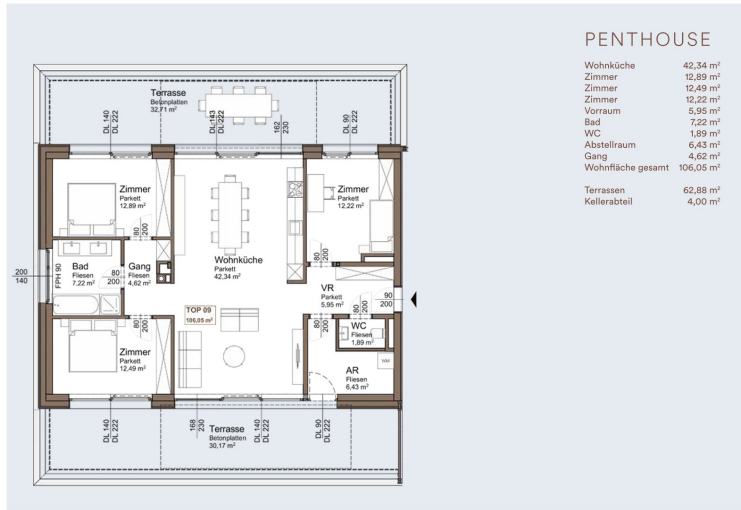 PENTHOUSE
Wohnküche 42,34 m²
Zimmer 12,89 m²
Zimmer 12,49 m²
Zimmer 12,22 m²
Vorraum 5,95 m²
Bad 7,22 m²
WC 1,89 m²
Abstellraum 6,43 m²
Gang 4,62 m²
Wohnfläche gesamt 106,05 m²
Terrassen 62,88 m²
Kellerabteil 4,00 m²
Terrasse
Betonplatten
32,71 m²
DL 140
DL 222
DL 143
DL 222
162
230
DL 90
DL 222
Zimmer
Parkett
12,89 m²
80
200
Zimmer
Parkett
12,22 m²
80
200
Wohnküche
Parkett
42,34 m²
200
140
FPH 90
Bad
Fliesen
7,22 m²
80
200
Gang
Fliesen
4,62 m²
VR
Parkett
5,95 m²
90
200
TOP 09
106,05 m²
80
200
80
200
80
200
WC
Fliesen
1,89 m²
Zimmer
Parkett
12,49 m²
AR
Fliesen
6,43 m²
WM
DL 140
DL 222
168
230
Terrasse
Betonplatten
30,17 m²
DL 140
DL 222
DL 90
DL 222